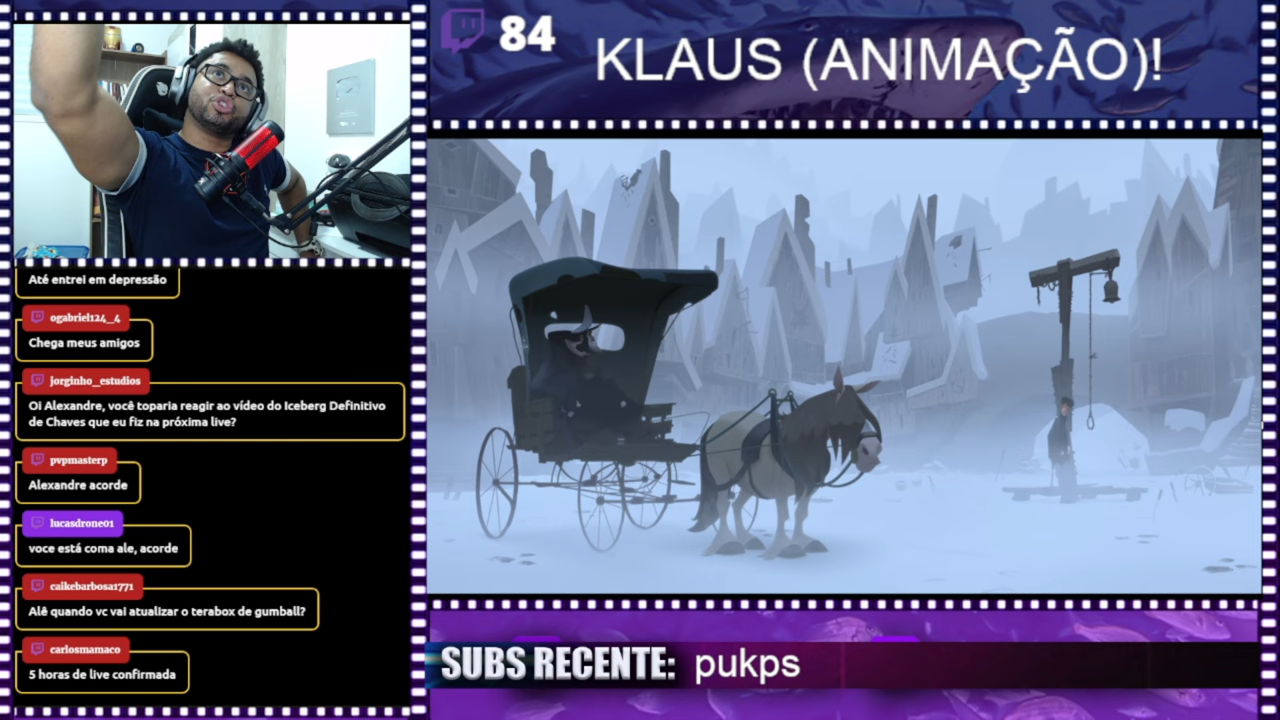 84
KLAUS (ANIMAÇÃO)!
Até entrei em depressão
ogabriel124_4
Chega meus amigos
jorginho_estudios
Oi Alexandre, você toparia reagir ao vídeo do Iceberg Definitivo
de Chaves que eu fiz na próxima live?
pvpmasterp
Alexandre acorde
lucasdrone01
voce está coma ale, acorde
caikebarbosa1771
Alê quando vc vai atualizar o terabox de gumball?
carlosmamaco
5 horas de live confirmada
SUBS RECENTE: pukps